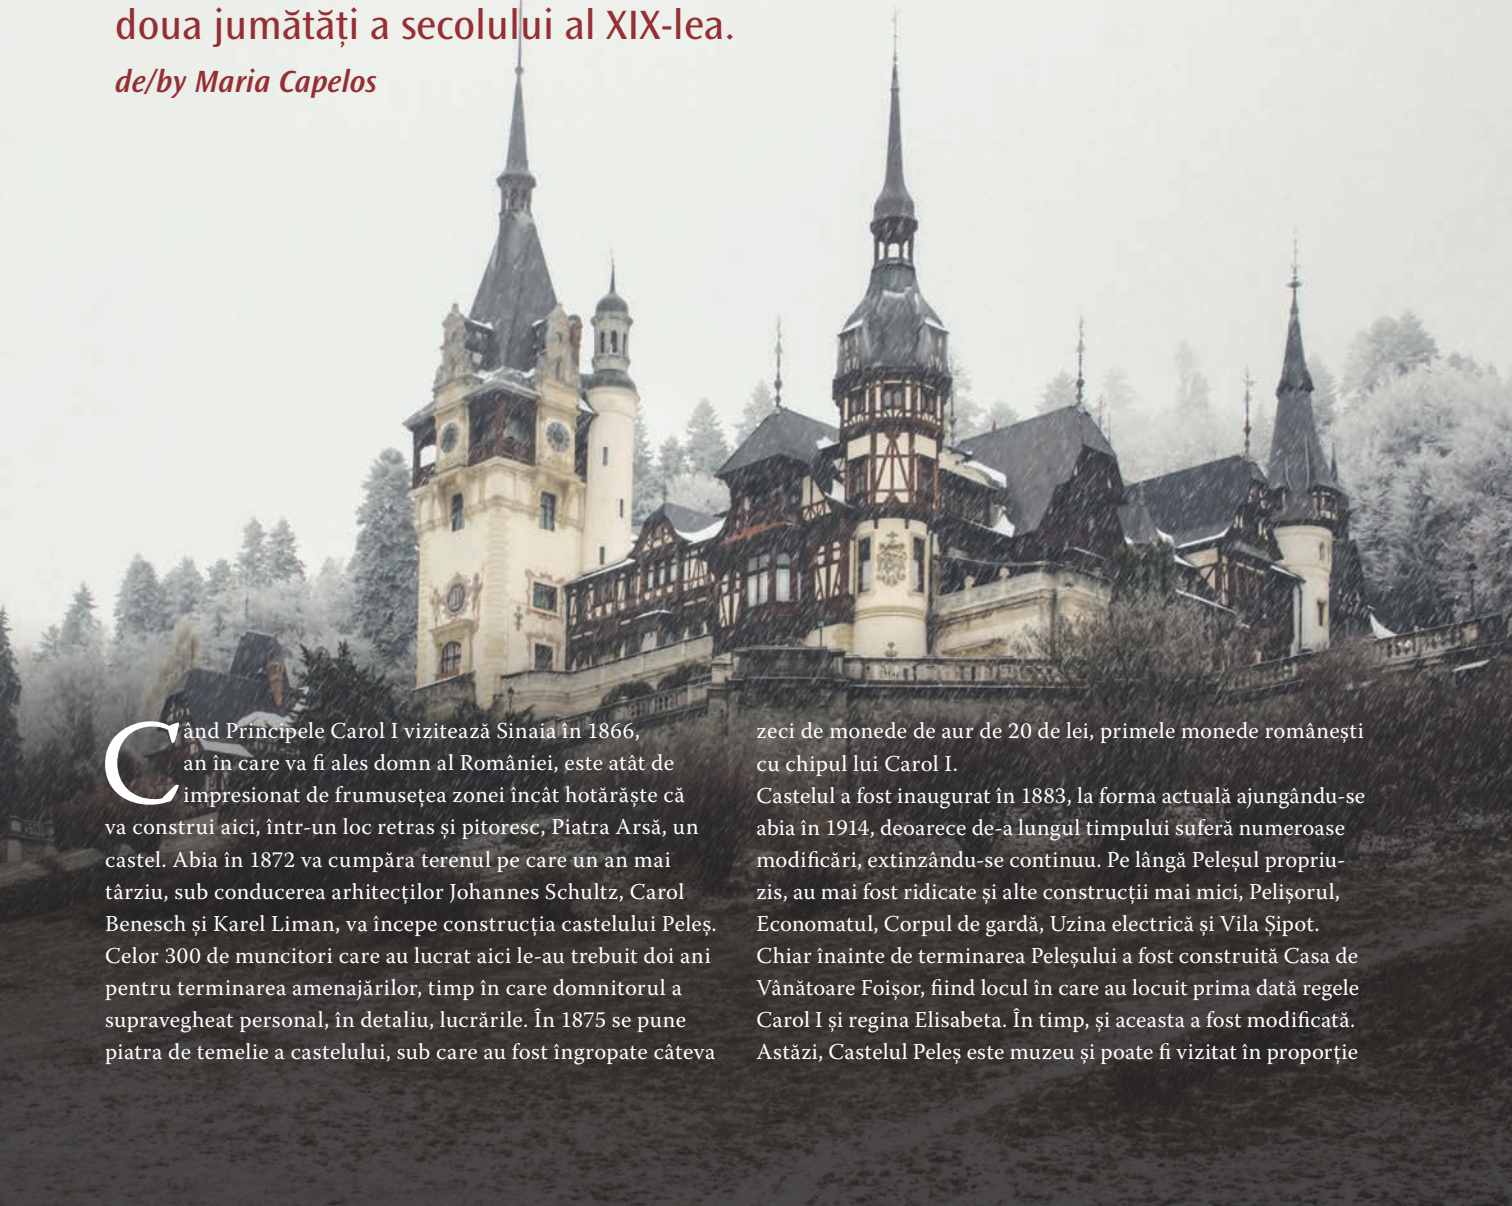 doua jumătăți a secolului al XIX-lea.
de/by Maria Capelos
Când Principele Carol I vizitează Sinaia în 1866,
an în care va fi ales domn al României, este atât de
impresionat de frumusețea zonei încât hotărăște că
va construi aici, într-un loc retras și pitoresc, Piatra Arsă, un
castel. Abia în 1872 va cumpăra terenul pe care un an mai
târziu, sub conducerea arhitecților Johannes Schultz, Carol
Benesch și Karel Liman, va începe construcția castelului Peleș.
Celor 300 de muncitori care au lucrat aici le-au trebuit doi ani
pentru terminarea amenajărilor, timp în care domnitorul a
supravegheat personal, în detaliu, lucrările. În 1875 se pune
piatra de temelie a castelului, sub care au fost îngropate câteva
zeci de monede de aur de 20 de lei, primele monede românești
cu chipul lui Carol I.
Castelul a fost inaugurat în 1883, la forma actuală ajungându-se
abia în 1914, deoarece de-a lungul timpului suferă numeroase
modificări, extinzându-se continuu. Pe lângă Peleșul propriu-
zis, au mai fost ridicate și alte construcții mai mici, Pelișorul,
Economatul, Corpul de gardă, Uzina electrică și Vila Șipot.
Chiar înainte de terminarea Peleșului a fost construită Casa de
Vânătoare Foișor, fiind locul în care au locuit prima dată regele
Carol I și regina Elisabeta. În timp, și aceasta a fost modificată.
Astăzi, Castelul Peleș este muzeu și poate fi vizitat în proporție